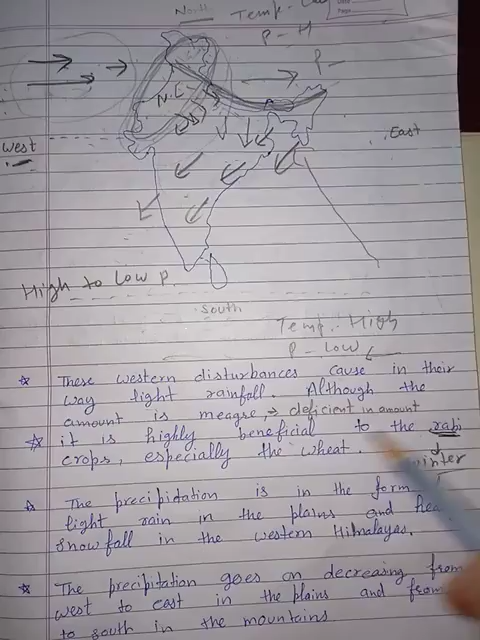 North
Temp - Low
P - H
Page
P -
N.E
West
East
High to Low P.
South
Temp. High
P - Low
These western disturbances cause in their
way light rainfall. Although the
amount is meagre, → deficient in amount
it is highly beneficial to the rabi
crops, especially the wheat. winter
The precipitation is in the form
light rain in the plains and
snowfall in the western Himalayas.
The precipitation goes on decreasing from
west to east in the plains and from
to south in the mountains